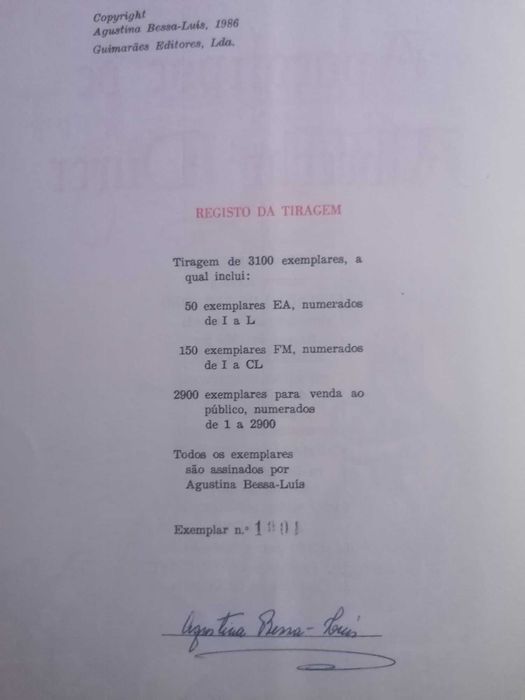 Copyright
Agustina Bessa-Luís, 1986
Guimarães Editores, Lda.
REGISTO DA TIRAGEM
Tiragem de 3100 exemplares, a
qual inclui:
50 exemplares EA, numerados
de I a L
150 exemplares FM, numerados
de I a CL
2900 exemplares para venda ao
público, numerados
de 1 a 2900
Todos os exemplares
são assinados por
Agustina Bessa-Luís
Exemplar n.º
Agustina Bessa-Luís